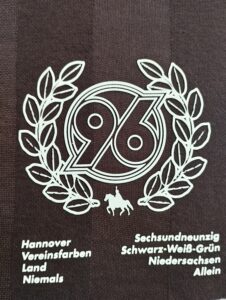 96
Hannover Sechsundneunzig
Vereinsfarben Schwarz-Weiß-Grün
Land Niedersachsen
Niemals Allein